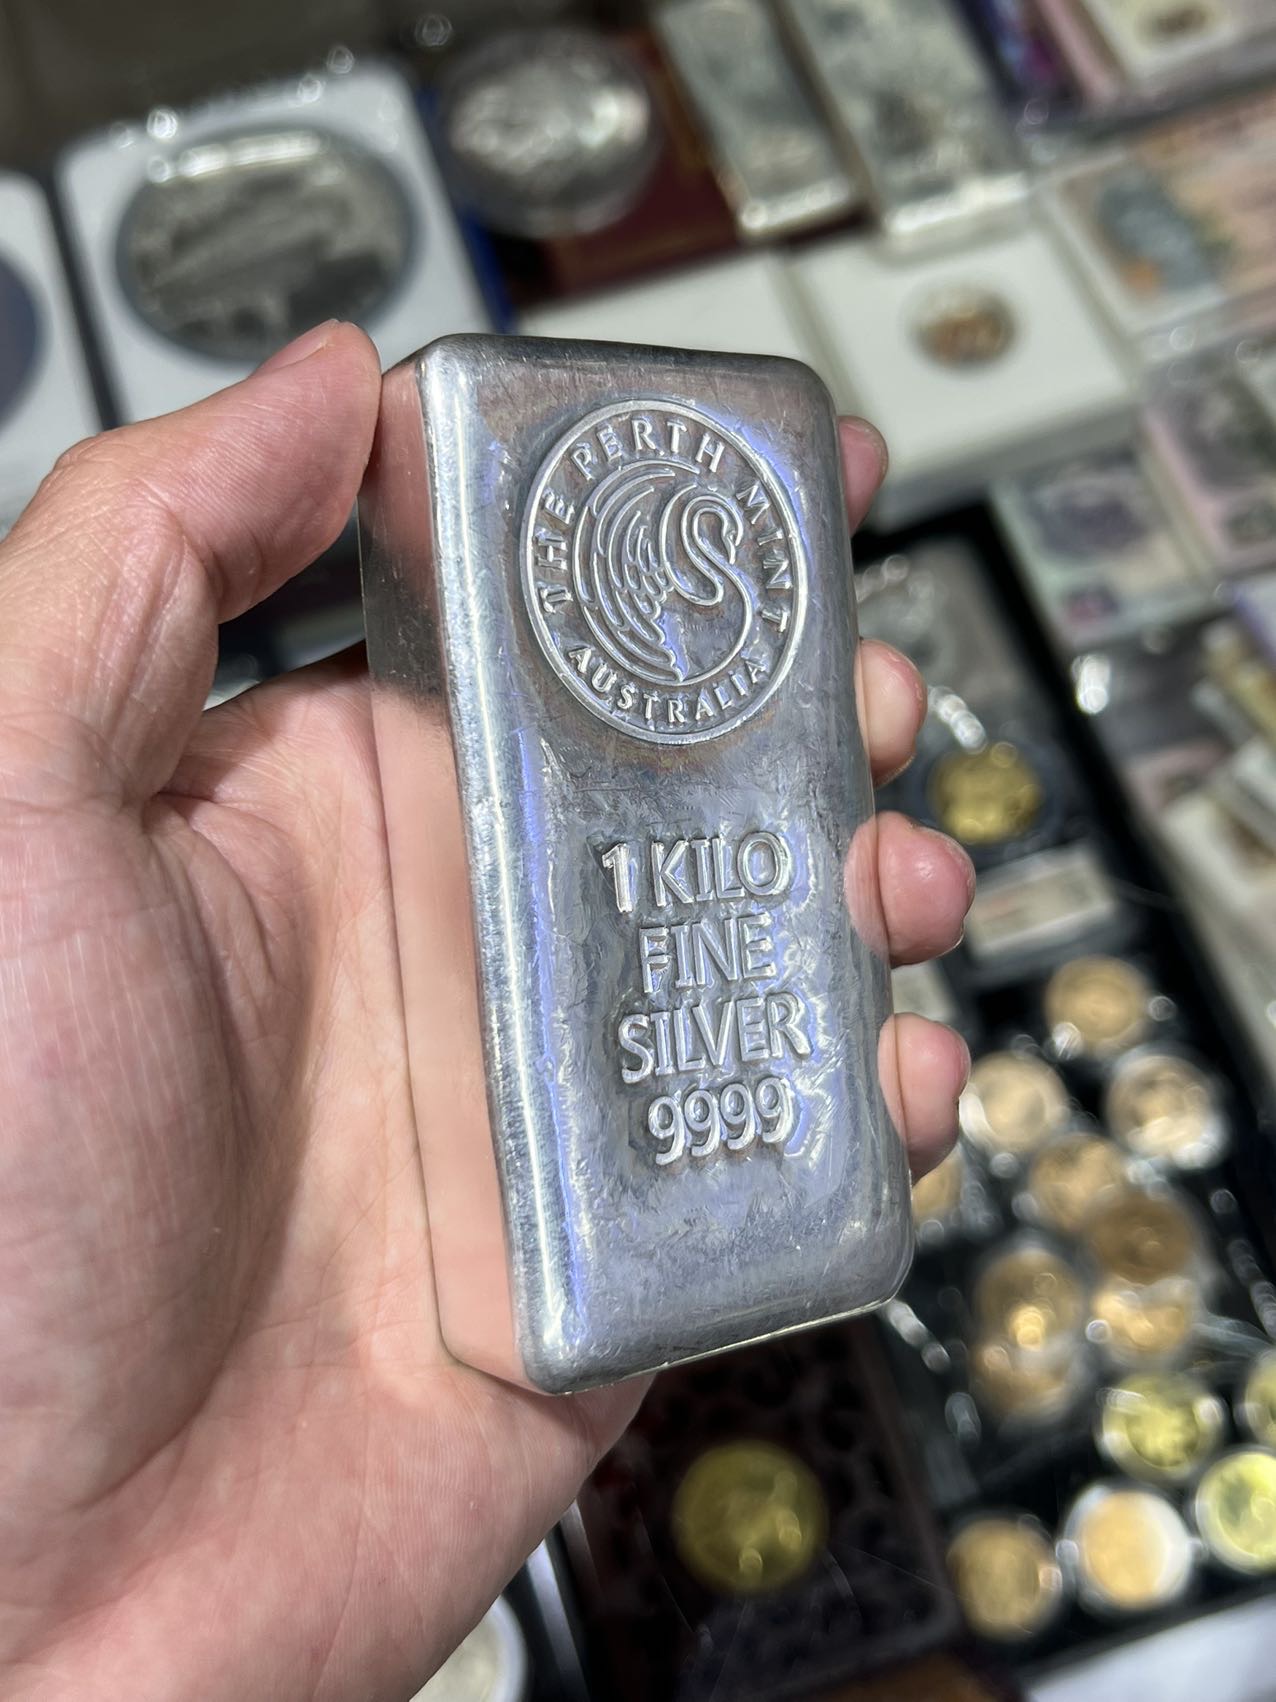 THE PERTH MINT
AUSTRALIA
1 KILO
FINE
SILVER
9999